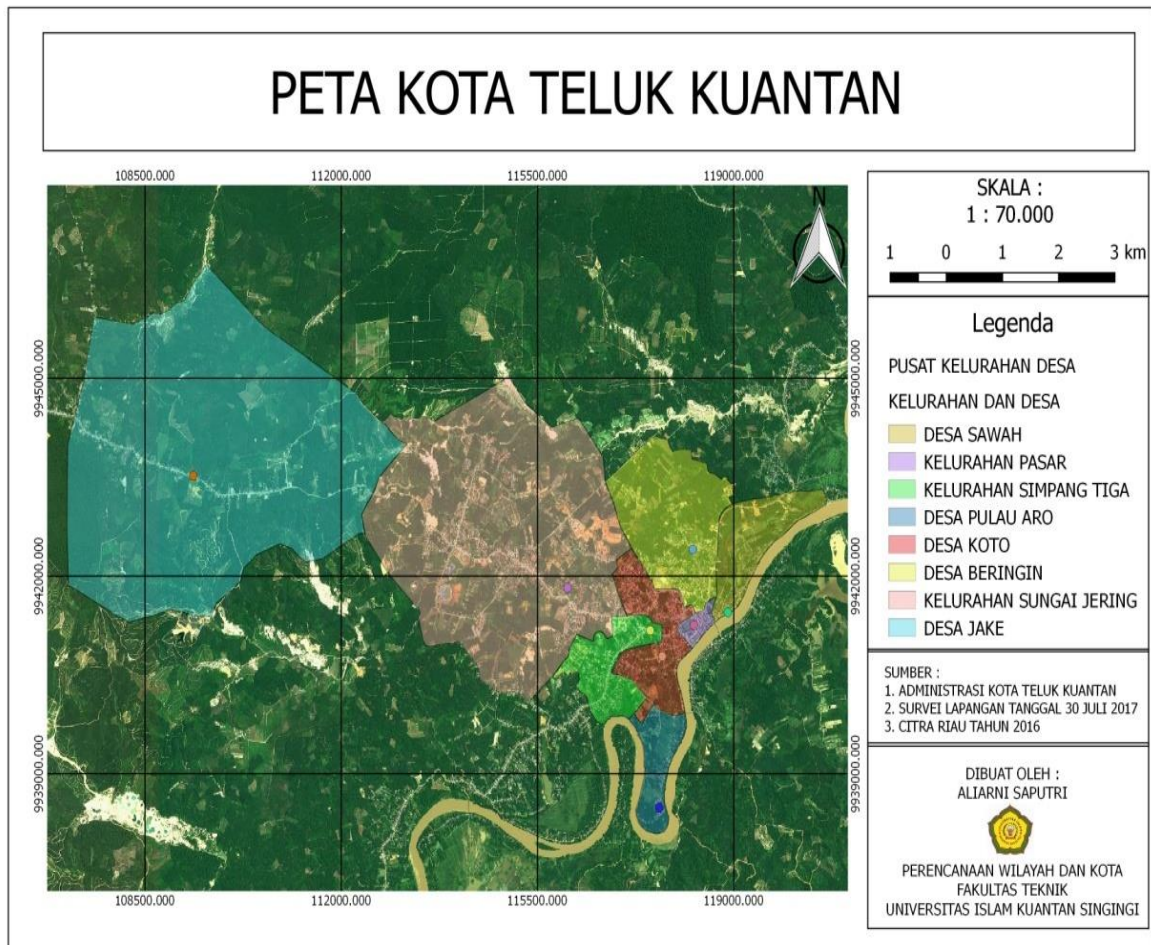 PETA KOTA TELUK KUANTAN
108500.000 112000.000 115500.000 119000.000
N
9945000.000 9945000.000
9942000.000 9942000.000
9939000.000 9939000.000
108500.000 112000.000 115500.000 119000.000
SKALA :
1 : 70.000
1 0 1 2 3 km
Legenda
PUSAT KELURAHAN DESA
KELURAHAN DAN DESA
DESA SAWAH
KELURAHAN PASAR
KELURAHAN SIMPANG TIGA
DESA PULAU ARO
DESA KOTO
DESA BERINGIN
KELURAHAN SUNGAI JERING
DESA JAKE
SUMBER :
1. ADMINISTRASI KOTA TELUK KUANTAN
2. SURVEI LAPANGAN TANGGAL 30 JULI 2017
3. CITRA RIAU TAHUN 2016
DIBUAT OLEH :
ALIARNI SAPUTRI
PERENCANAAN WILAYAH DAN KOTA
FAKULTAS TEKNIK
UNIVERSITAS ISLAM KUANTAN SINGINGI